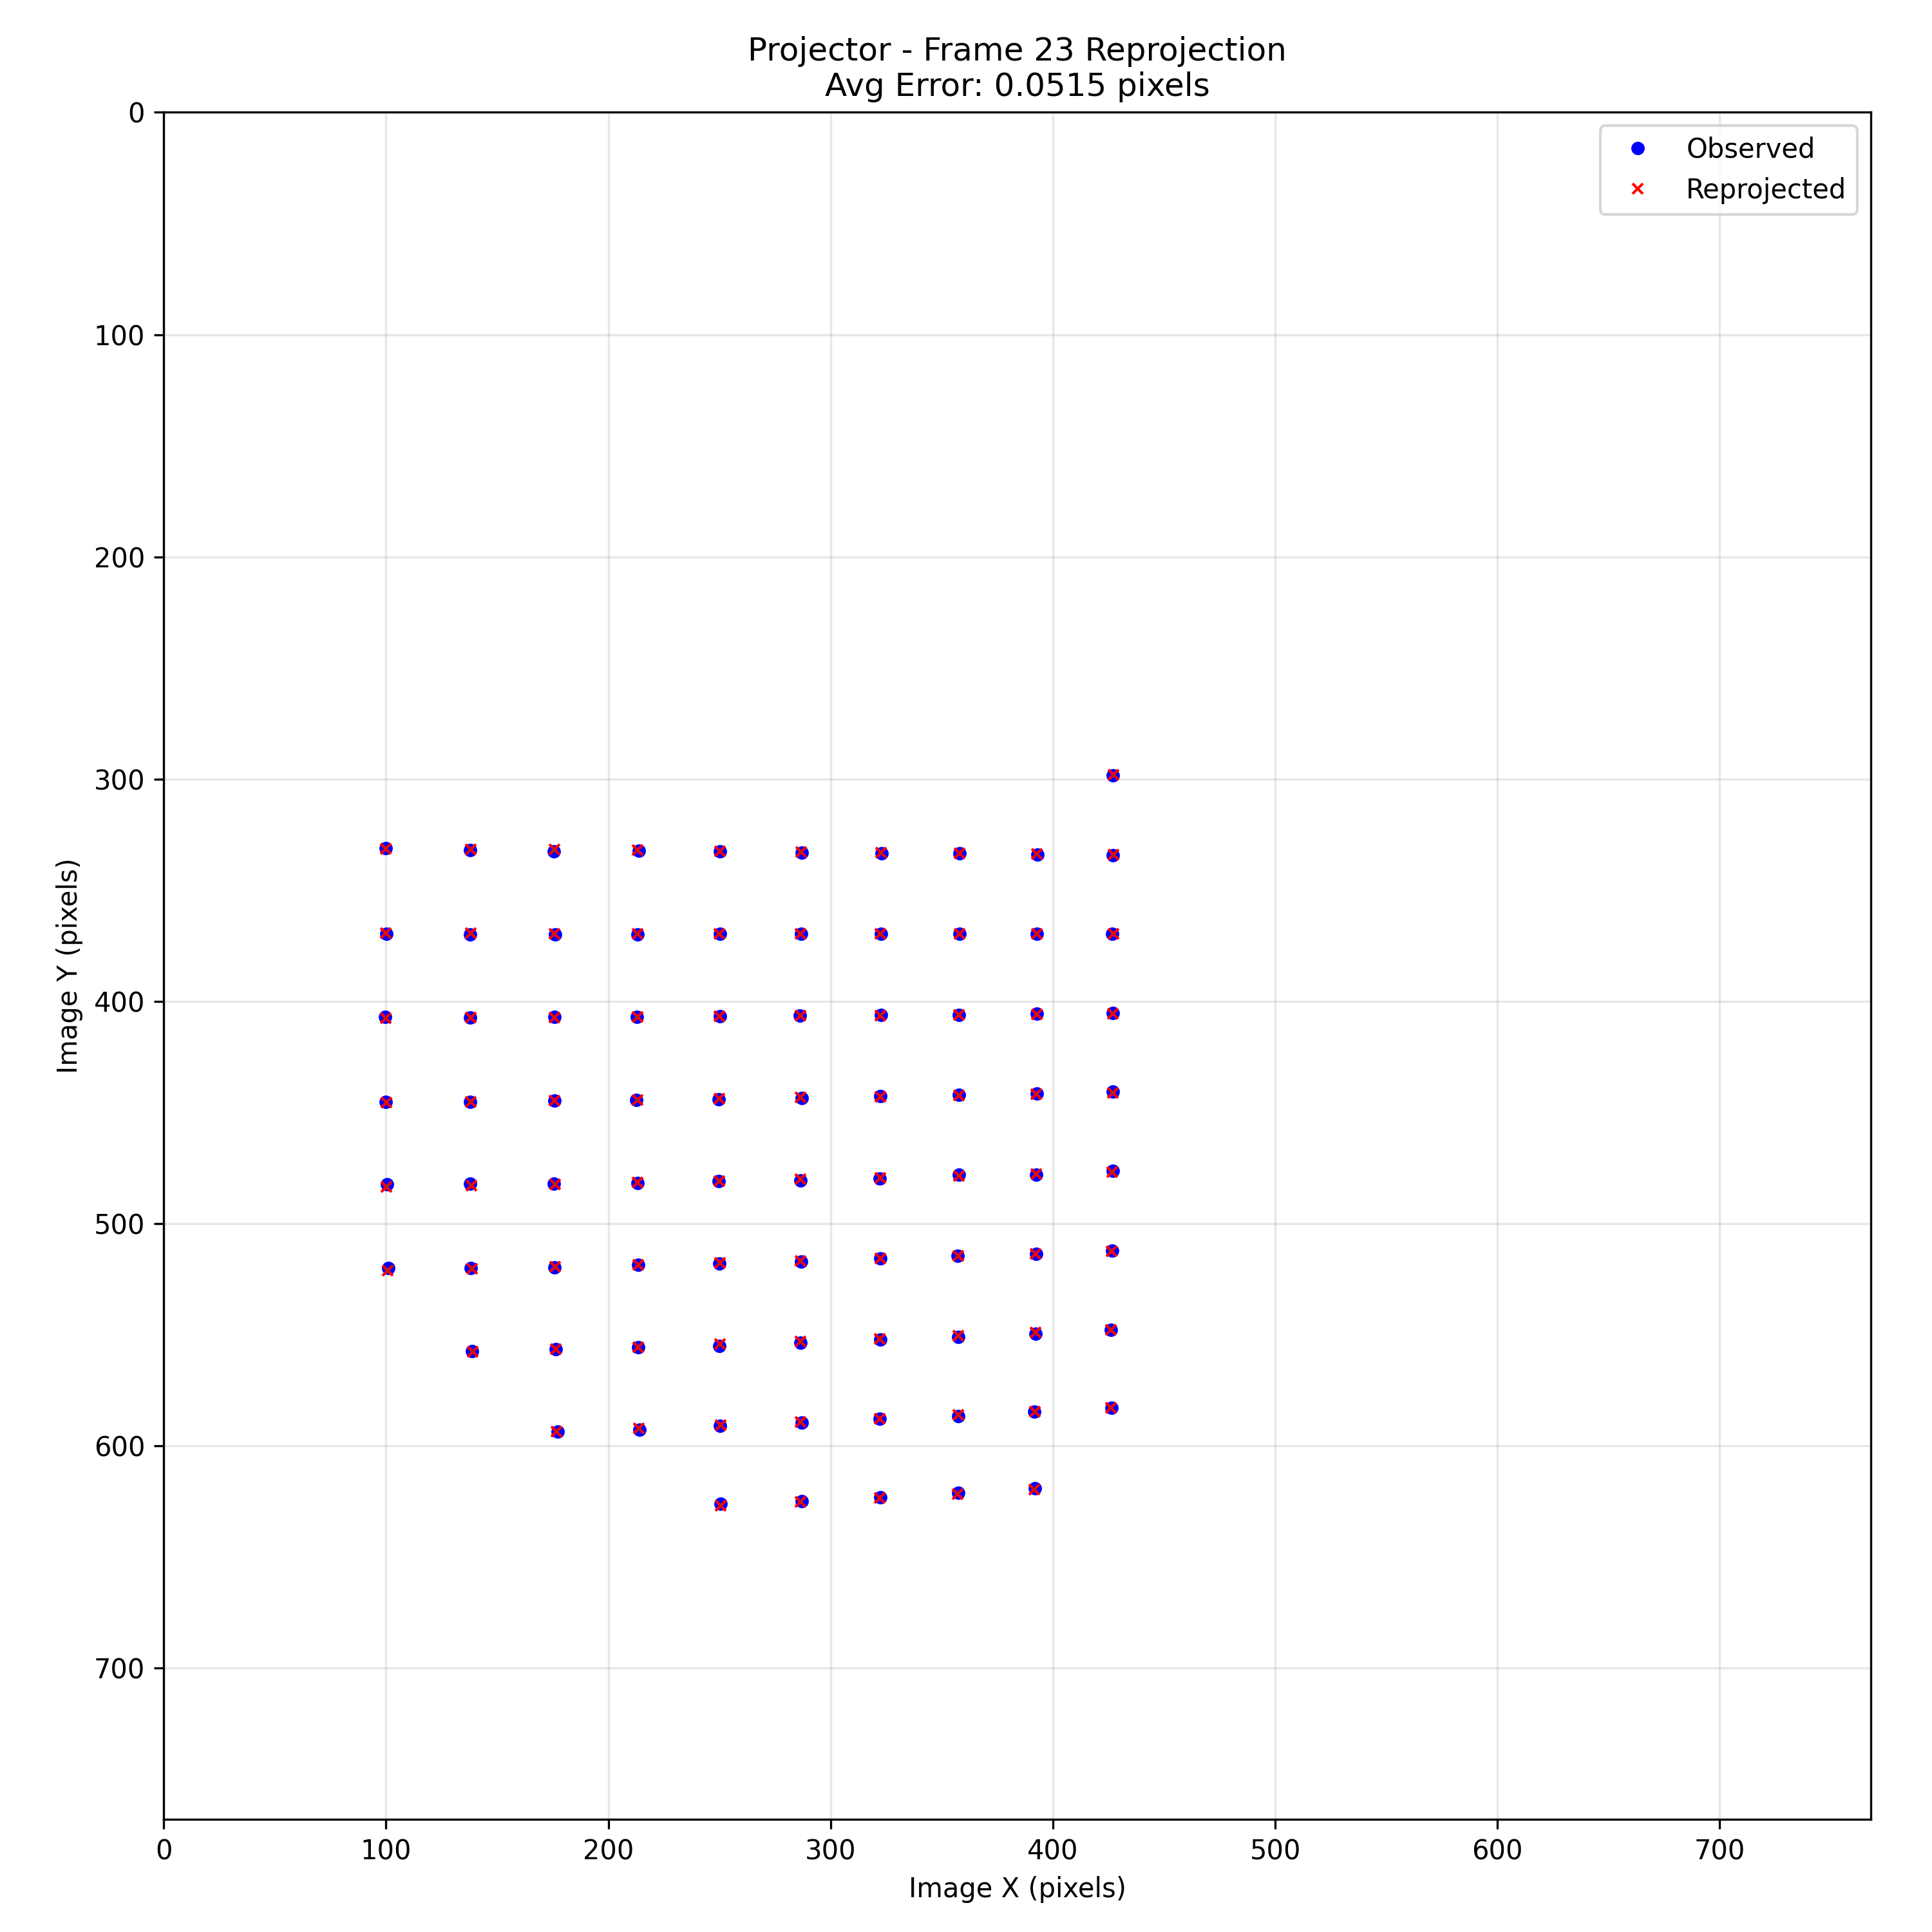 Projector - Frame 23 Reprojection
Avg Error: 0.0515 pixels
Observed
Reprojected
0
100
200
300
400
500
600
700
Image Y (pixels)
0 100 200 300 400 500 600 700
Image X (pixels)